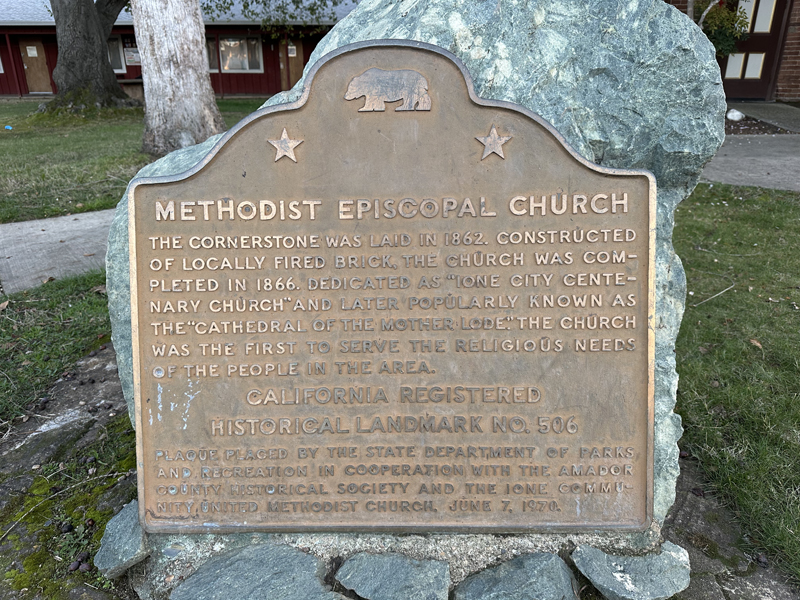 METHODIST EPISCOPAL CHURCH
THE CORNERSTONE WAS LAID IN 1862. CONSTRUCTED
OF LOCALLY FIRED BRICK, THE CHURCH WAS COM-
PLETED IN 1866. DEDICATED AS "IONE CITY CENTE-
NARY CHURCH" AND LATER POPULARLY KNOWN AS
THE "CATHEDRAL OF THE MOTHER LODE." THE CHURCH
WAS THE FIRST TO SERVE THE RELIGIOUS NEEDS
OF THE PEOPLE IN THE AREA.
CALIFORNIA REGISTERED
HISTORICAL LANDMARK NO. 506
PLAQUE PLACED BY THE STATE DEPARTMENT OF PARKS
AND RECREATION IN COOPERATION WITH THE AMADOR
COUNTY HISTORICAL SOCIETY AND THE IONE COMMU-
NITY UNITED METHODIST CHURCH, JUNE 7, 1970.